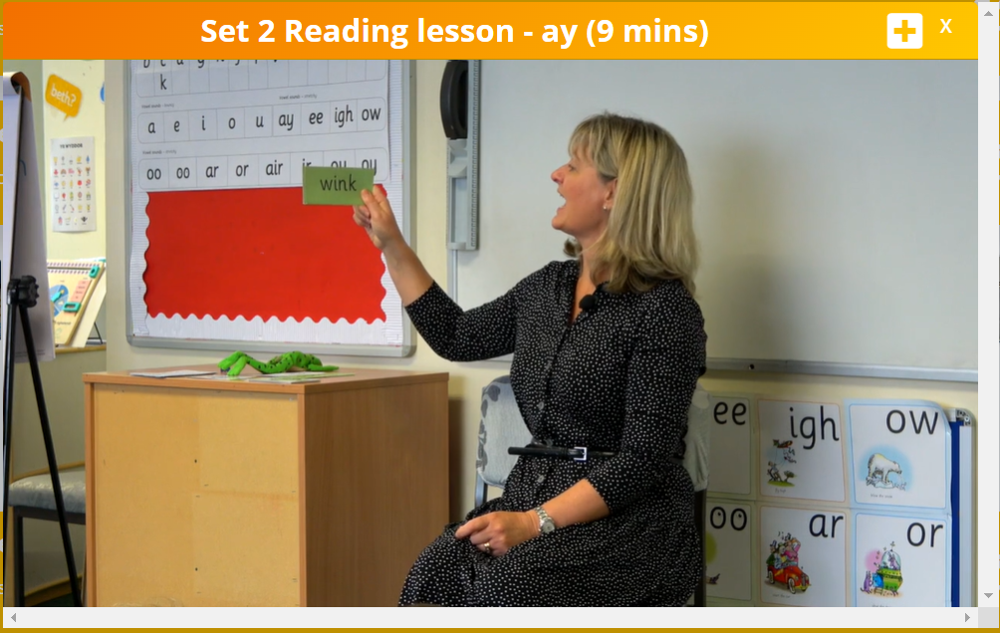 Set 2 Reading lesson - ay (9 mins)
X
k
a e i o u ay ee igh ow
oo oo ar or air
wink
beth?
ee igh ow
oo ar or